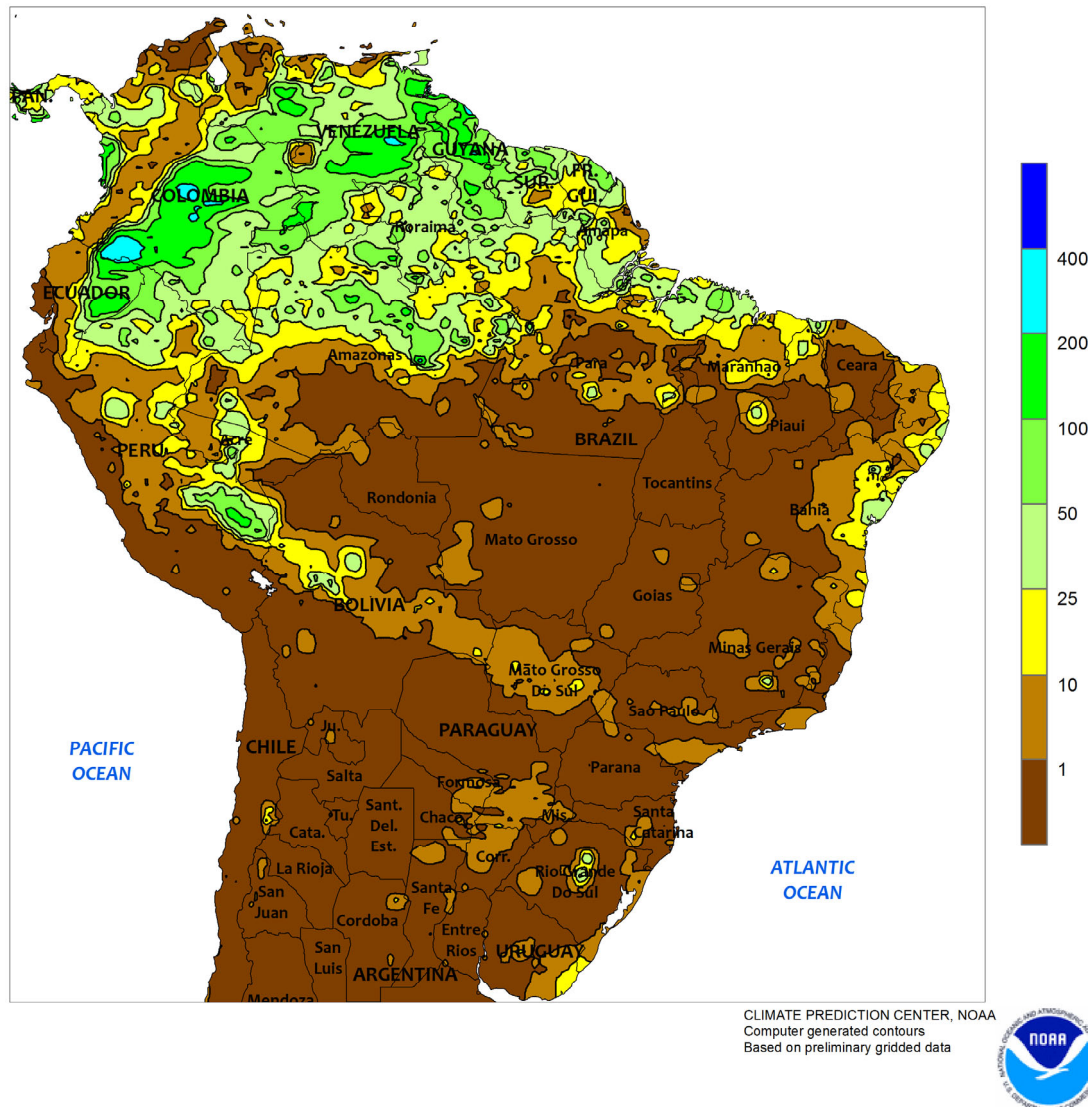 PAN.
VENEZUELA
GUYANA
COLOMBIA
SUR.
FR.
GUI.
Roraima
Amapa
ECUADOR
Amazonas
Para
Maranhao
Ceara
PERU
Acre
BRAZIL
Piaui
Rondonia
Tocantins
Bahia
Mato Grosso
BOLIVIA
Goias
Minas Gerais
Mato Grosso
Do Sul
Sao Paulo
PACIFIC
OCEAN
CHILE
Ju.
PARAGUAY
Salta
Parana
Formosa
Tu.
Cata.
Sant.
Del.
Est.
Chaco
Mis.
Santa
Catarina
Corr.
La Rioja
Rio Grande
Do Sul
San
Juan
Santa
Fe
Cordoba
Entre
Rios
San
Luis
URUGUAY
ARGENTINA
Mendoza
ATLANTIC
OCEAN
400
200
100
50
25
10
1
CLIMATE PREDICTION CENTER, NOAA
Computer generated contours
Based on preliminary gridded data
NOAA